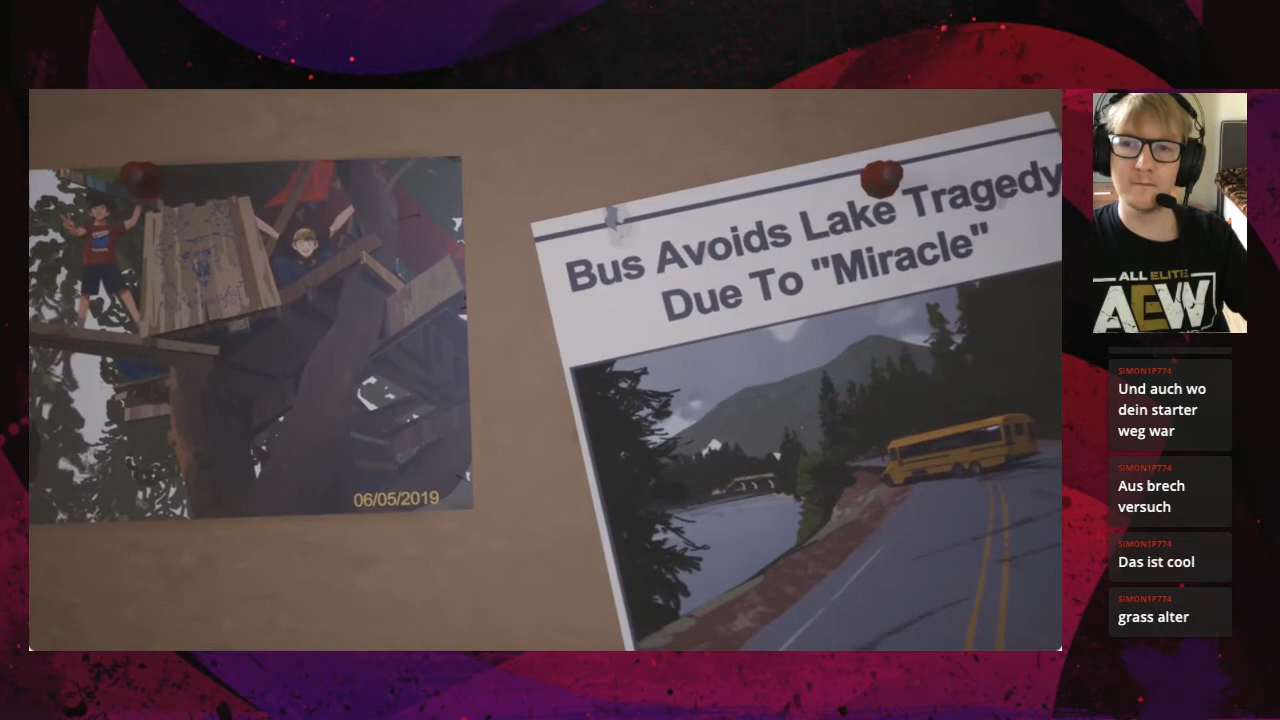 Bus Avoids Lake Tragedy
Due To "Miracle"
06/05/2019
ALL ELITE
AEW
SIMON1P774
Und auch wo
dein starter
weg war
SIMON1P774
Aus brech
versuch
SIMON1P774
Das ist cool
SIMON1P774
grass alter